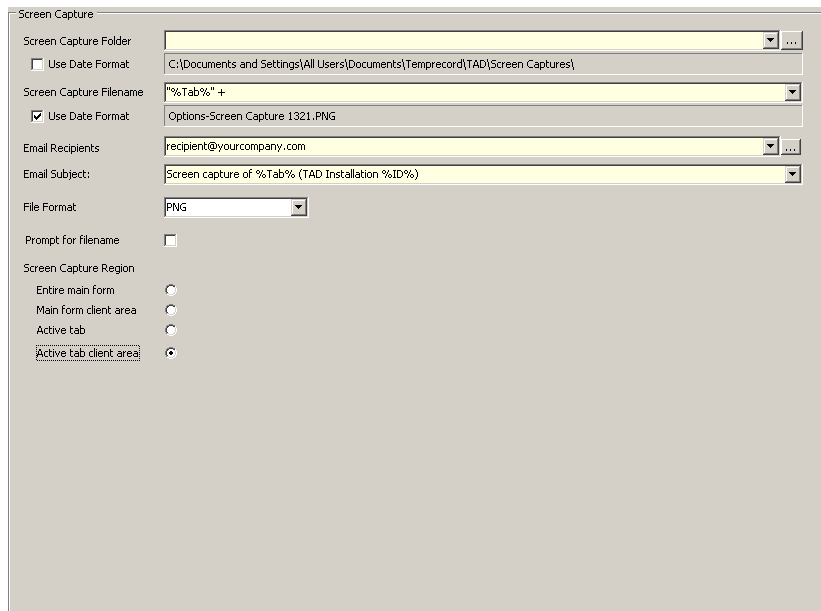 Screen Capture
Screen Capture Folder
...
Use Date Format
C:\Documents and Settings\All Users\Documents\Temprecord\TAD\Screen Captures\
Screen Capture Filename
"%Tab%" +
Use Date Format
Options-Screen Capture 1321.PNG
Email Recipients
recipient@yourcompany.com
...
Email Subject:
Screen capture of %Tab% (TAD Installation %ID%)
File Format
PNG
Prompt for filename
Screen Capture Region
Entire main form
Main form client area
Active tab
Active tab client area